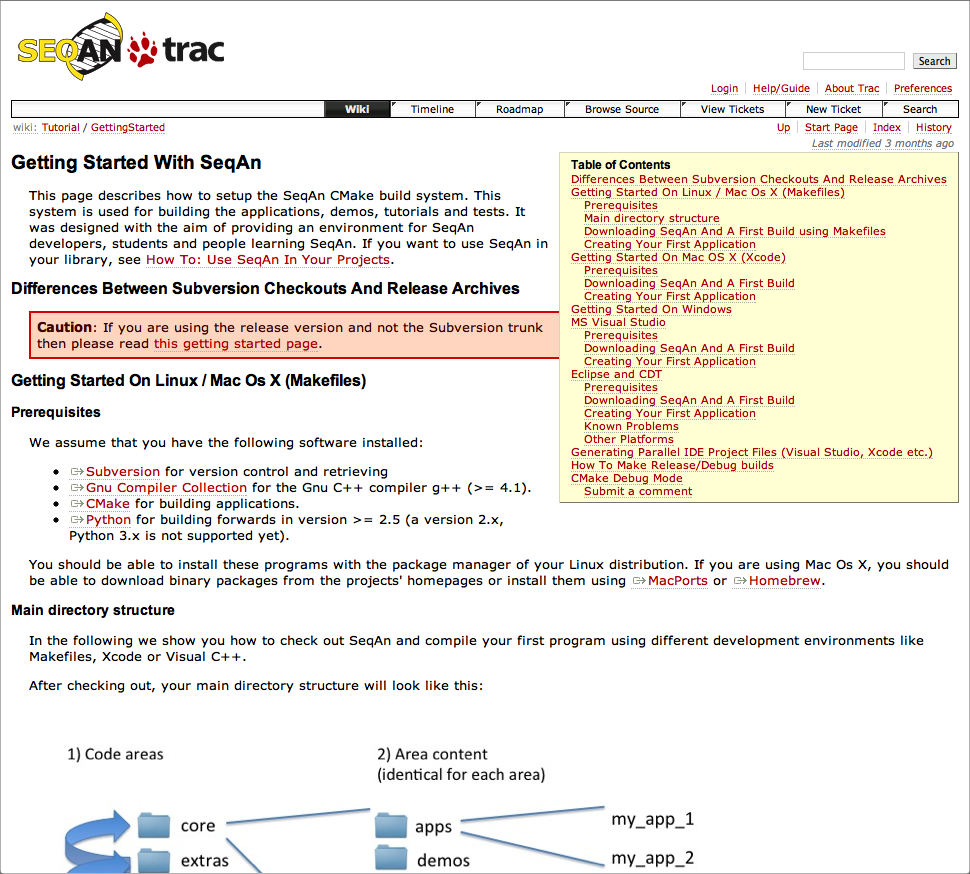 SEQAN trac
Search
Login Help/Guide About Trac Preferences
Wiki Timeline Roadmap Browse Source View Tickets New Ticket Search
wiki: Tutorial / GettingStarted
Up Start Page Index History
Last modified 3 months ago
Getting Started With SeqAn
This page describes how to setup the SeqAn CMake build system. This
system is used for building the applications, demos, tutorials and tests. It
was designed with the aim of providing an environment for SeqAn
developers, students and people learning SeqAn. If you want to use SeqAn in
your library, see How To: Use SeqAn In Your Projects.
Differences Between Subversion Checkouts And Release Archives
Caution: If you are using the release version and not the Subversion trunk
then please read this getting started page.
Table of Contents
Differences Between Subversion Checkouts And Release Archives
Getting Started On Linux / Mac Os X (Makefiles)
Prerequisites
Main directory structure
Downloading SeqAn And A First Build using Makefiles
Creating Your First Application
Getting Started On Mac OS X (Xcode)
Prerequisites
Downloading SeqAn And A First Build
Creating Your First Application
Getting Started On Windows
MS Visual Studio
Prerequisites
Downloading SeqAn And A First Build
Creating Your First Application
Eclipse and CDT
Prerequisites
Downloading SeqAn And A First Build
Creating Your First Application
Known Problems
Other Platforms
Generating Parallel IDE Project Files (Visual Studio, Xcode etc.)
How To Make Release/Debug builds
CMake Debug Mode
Submit a comment
Getting Started On Linux / Mac Os X (Makefiles)
Prerequisites
We assume that you have the following software installed:
Subversion for version control and retrieving
Gnu Compiler Collection for the Gnu C++ compiler g++ (>= 4.1).
CMake for building applications.
Python for building forwards in version >= 2.5 (a version 2.x,
Python 3.x is not supported yet).
You should be able to install these programs with the package manager of your Linux distribution. If you are using Mac Os X, you should
be able to download binary packages from the projects' homepages or install them using MacPorts or Homebrew.
Main directory structure
In the following we show you how to check out SeqAn and compile your first program using different development environments like
Makefiles, Xcode or Visual C++.
After checking out, your main directory structure will look like this:
1) Code areas
2) Area content
(identical for each area)
core
apps
my_app_1
extras
demos
my_app_2